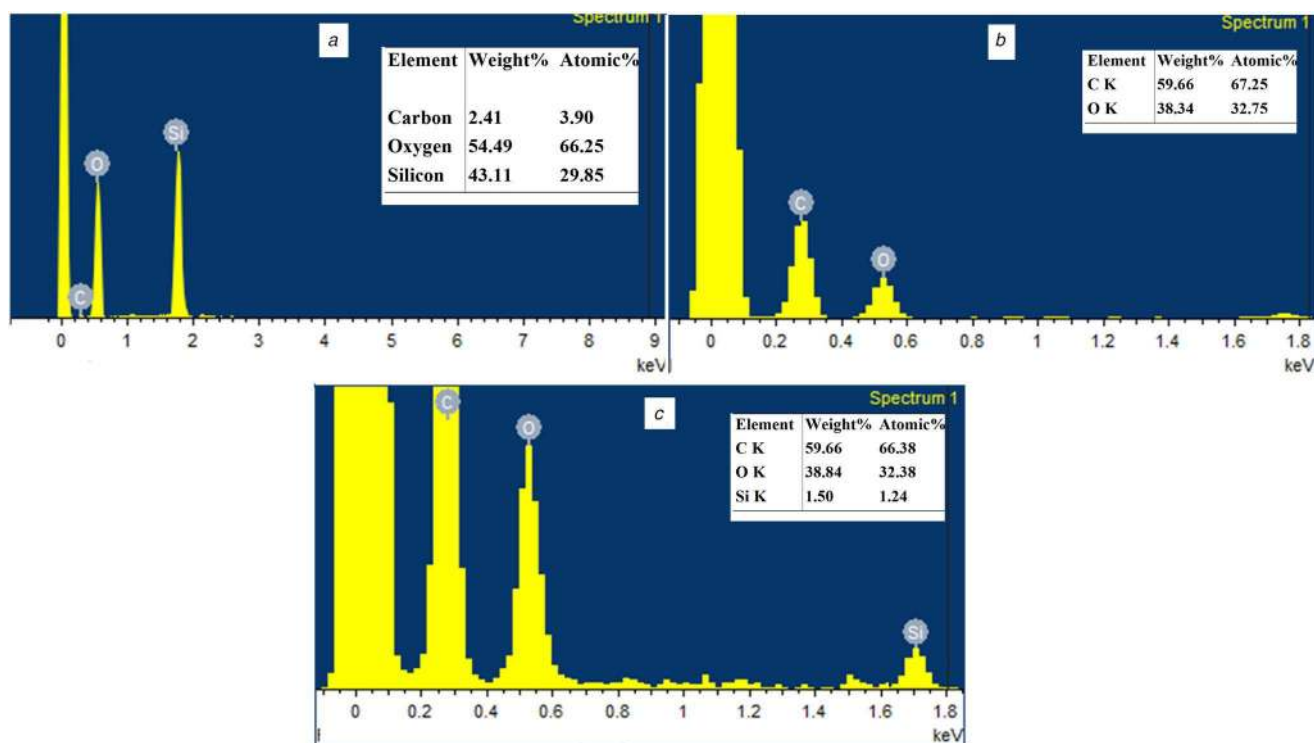 Spectrum 1
a
Element Weight% Atomic%
Carbon 2.41 3.90
Oxygen 54.49 66.25
Silicon 43.11 29.85
Si
O
C
0 1 2 3 4 5 6 7 8 9
keV
Spectrum 1
b
Element Weight% Atomic%
C K 59.66 67.25
O K 38.34 32.75
C
O
0 0.2 0.4 0.6 0.8 1 1.2 1.4 1.6 1.8
keV
Spectrum 1
c
Element Weight% Atomic%
C K 59.66 66.38
O K 38.84 32.38
Si K 1.50 1.24
C
O
Si
0 0.2 0.4 0.6 0.8 1 1.2 1.4 1.6 1.8
keV